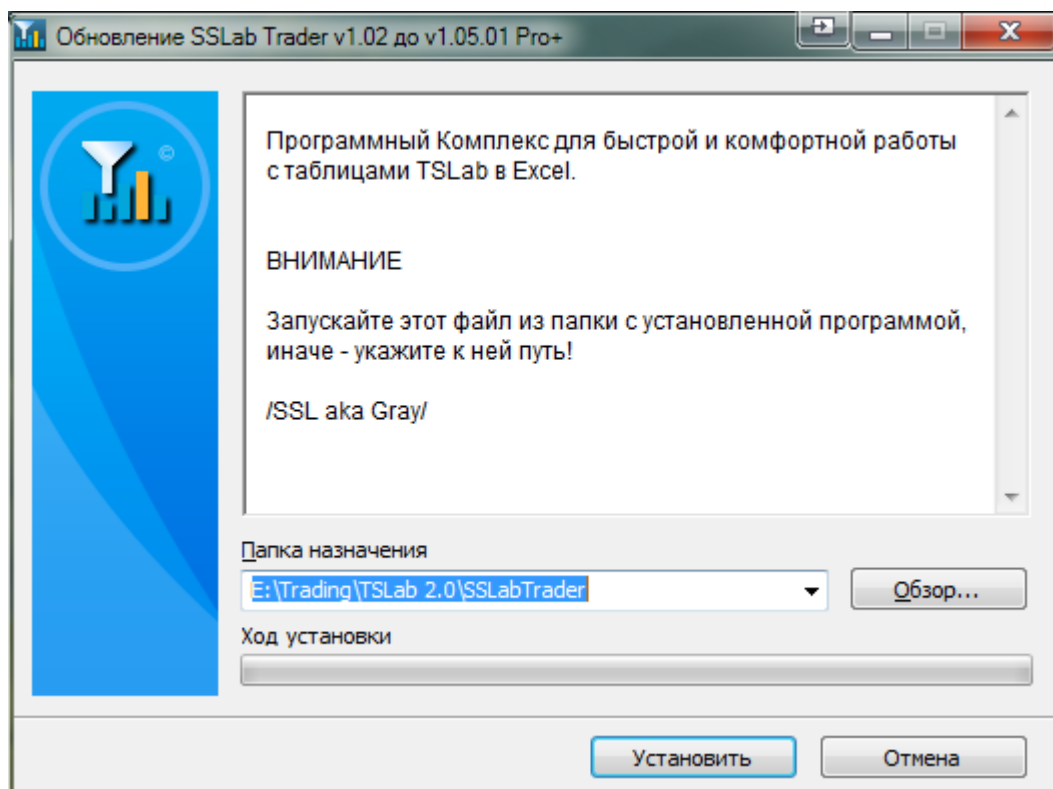 Обновление SSLab Trader v1.02 до v1.05.01 Pro+
©
Программный Комплекс для быстрой и комфортной работы
с таблицами TSLab в Excel.
ВНИМАНИЕ
Запускайте этот файл из папки с установленной программой,
иначе - укажите к ней путь!
/SSL aka Gray/
Папка назначения
E:\Trading\TSLab 2.0\SSLabTrader
Обзор...
Ход установки
Установить
Отмена